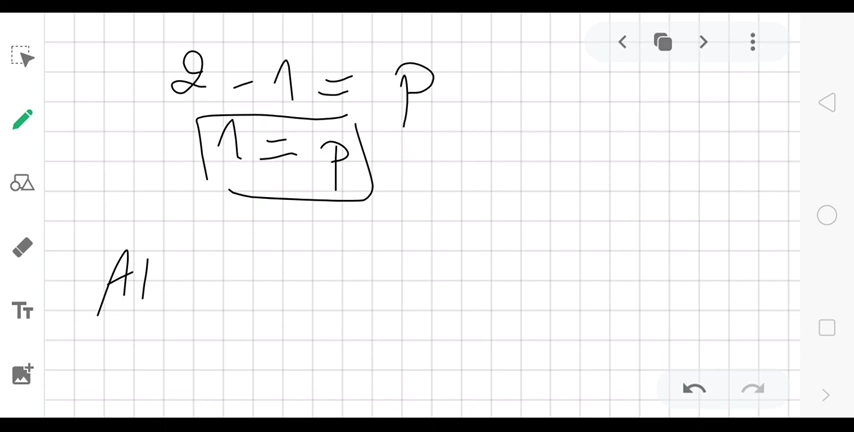 2 - 1 = p
1 = p
Al